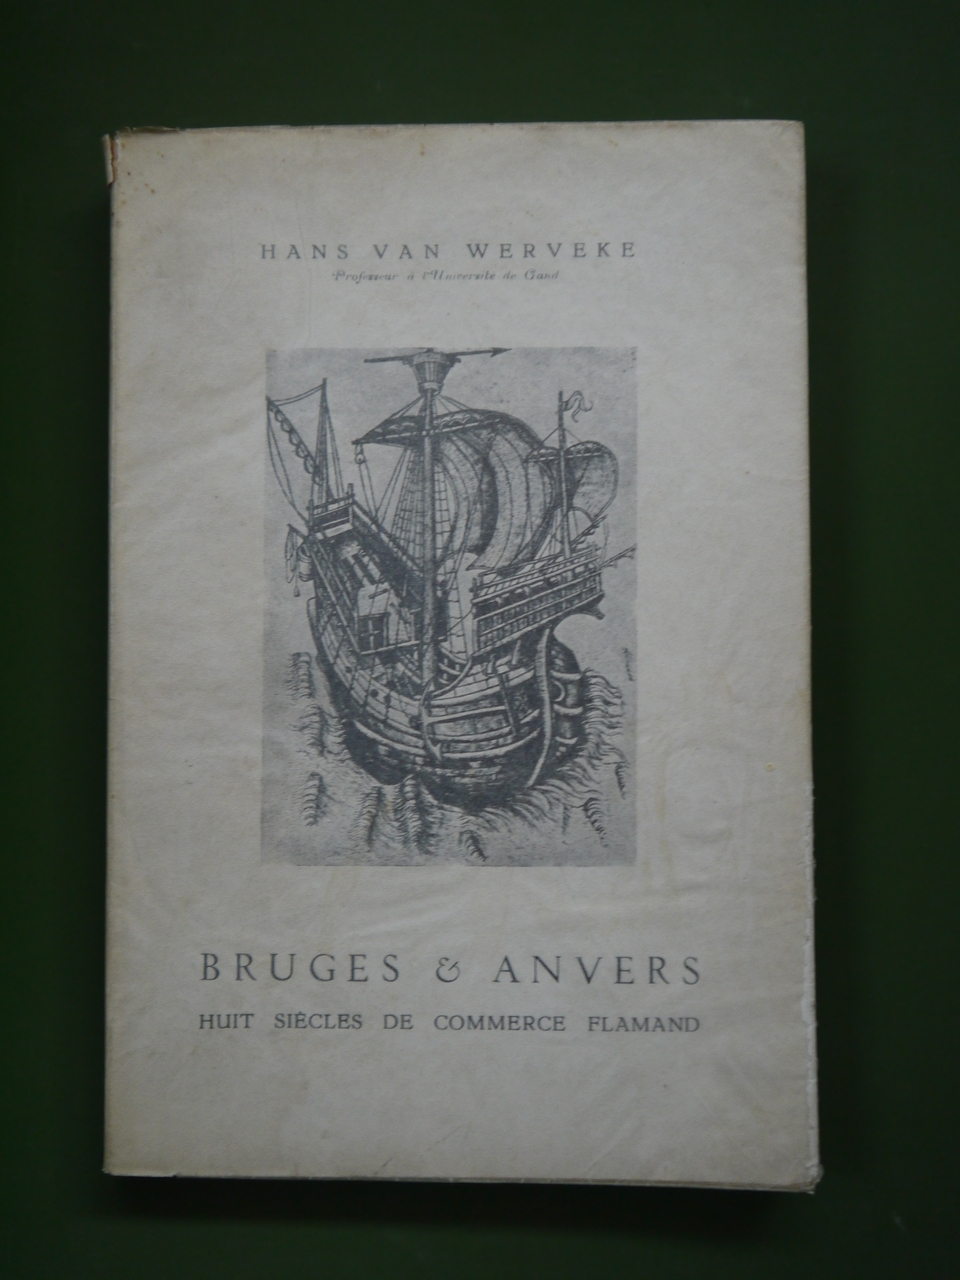 HANS VAN WERVEKE
Professeur à l'Université de Gand
BRUGES & ANVERS
HUIT SIÈCLES DE COMMERCE FLAMAND